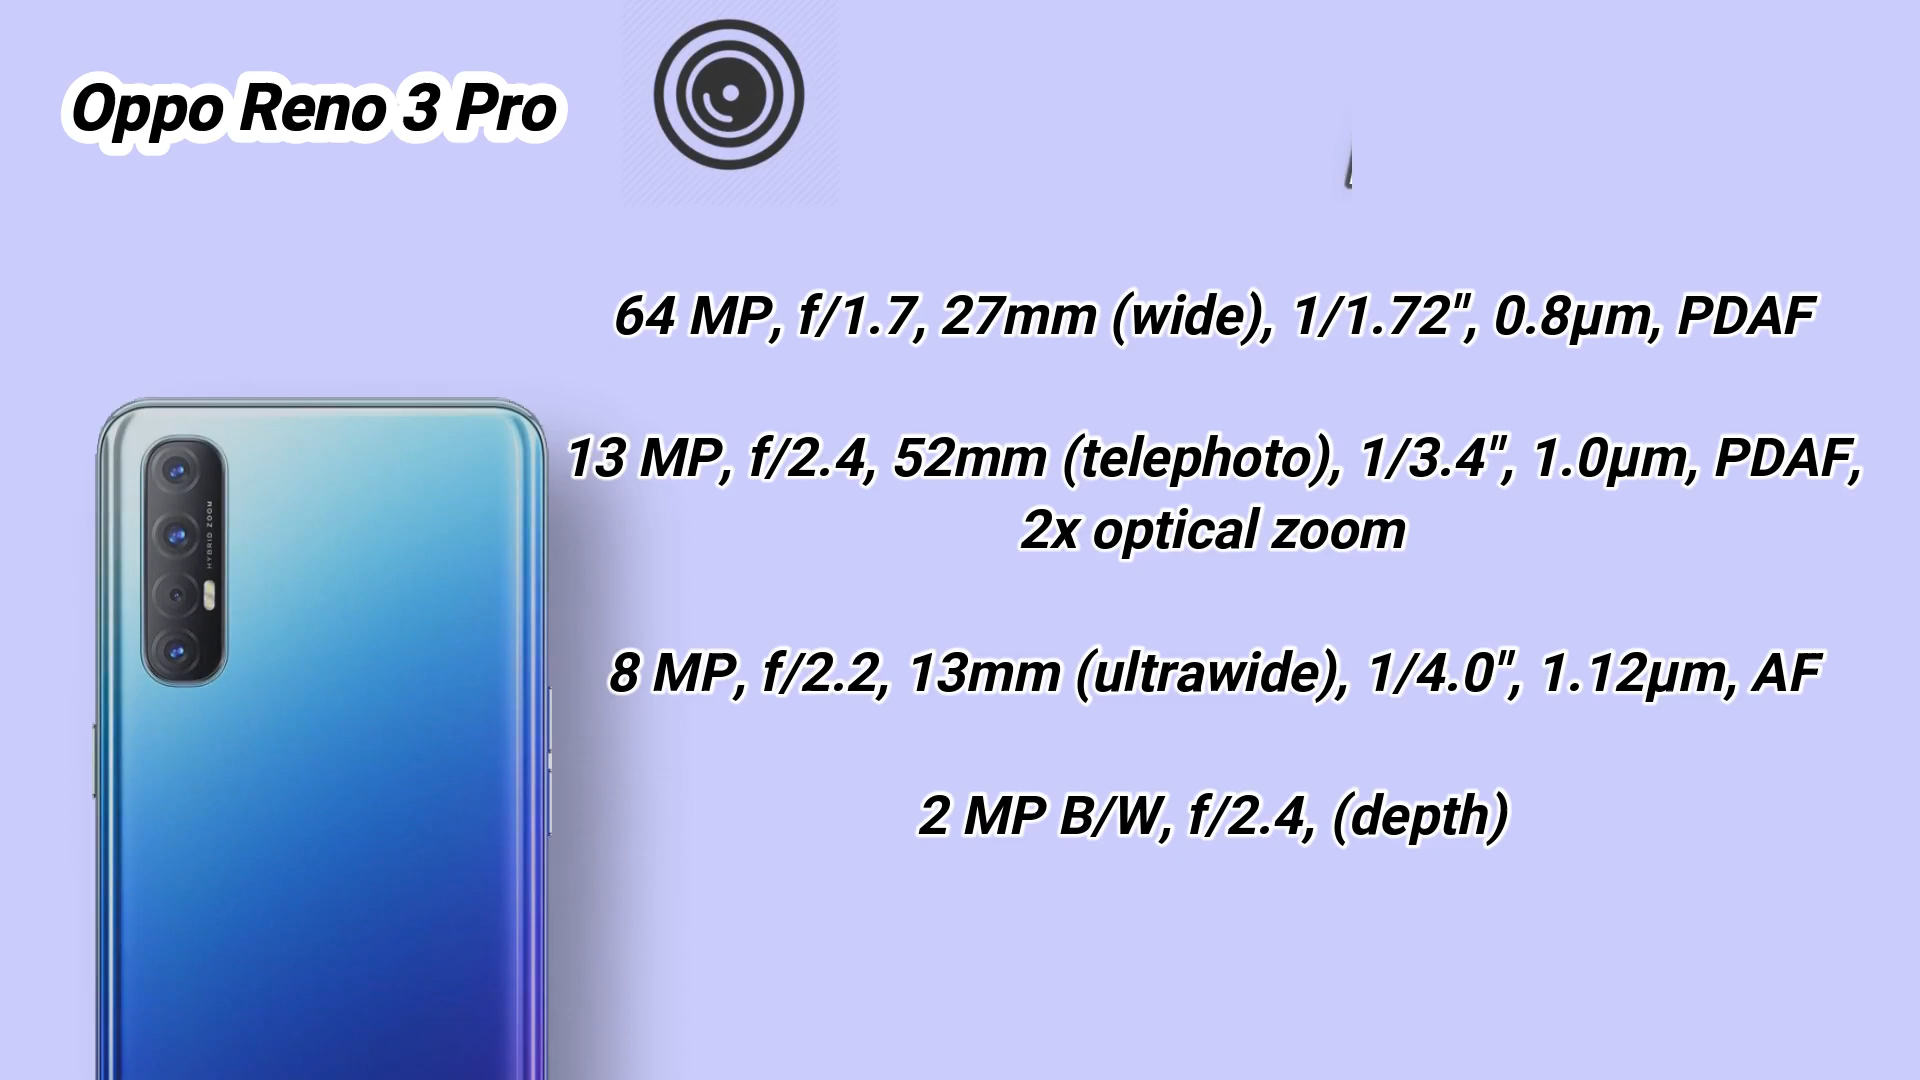 Oppo Reno 3 Pro
64 MP, f/1.7, 27mm (wide), 1/1.72", 0.8µm, PDAF
13 MP, f/2.4, 52mm (telephoto), 1/3.4", 1.0µm, PDAF,
2x optical zoom
8 MP, f/2.2, 13mm (ultrawide), 1/4.0", 1.12µm, AF
2 MP B/W, f/2.4, (depth)
HYBRID ZOOM